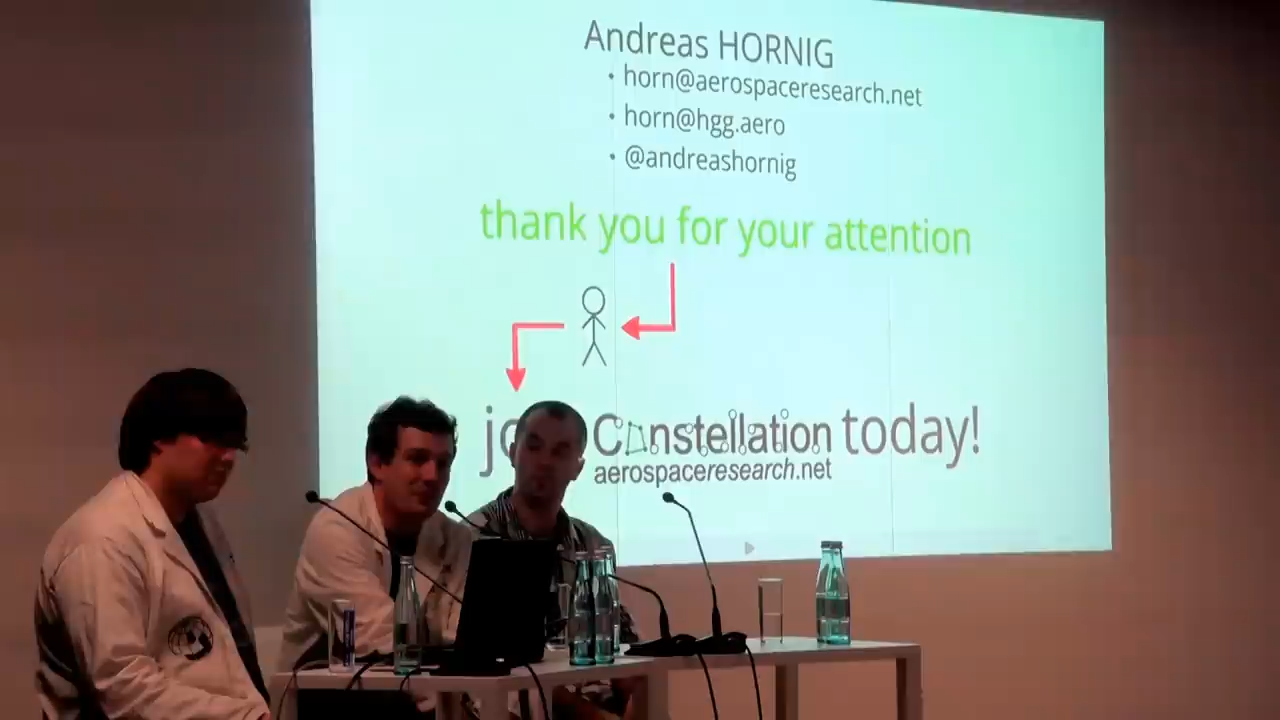 Andreas HORNIG
• horn@aerospaceresearch.net
• horn@hgg.aero
• @andreashornig
thank you for your attention
Constellation today!
aerospaceresearch.net